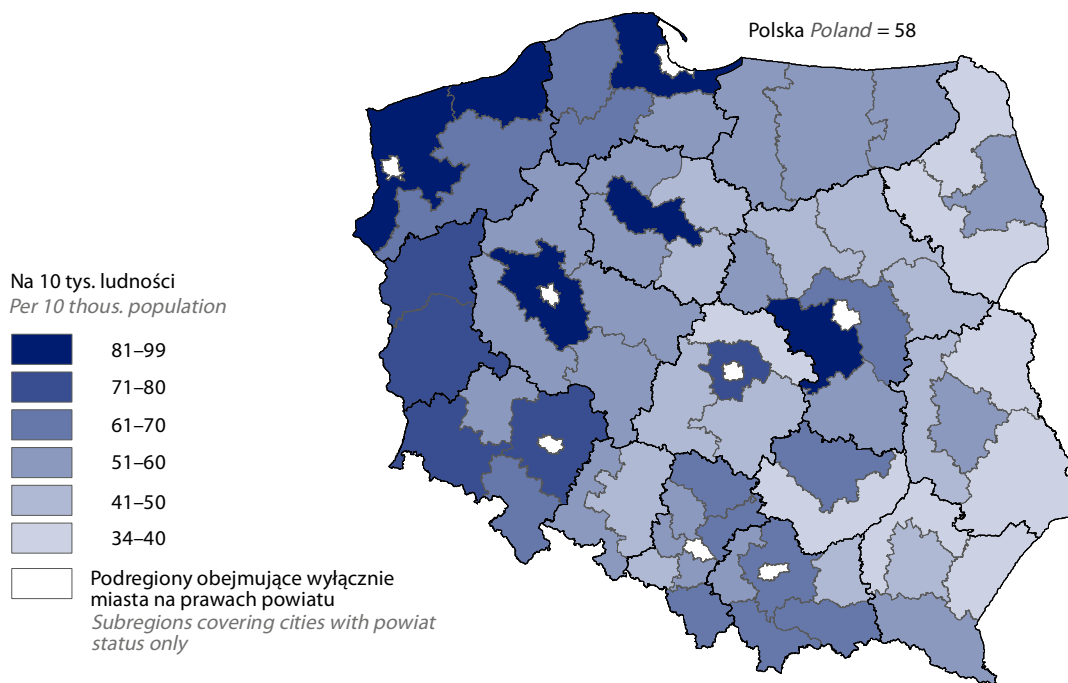 Polska Poland = 58
Na 10 tys. ludności
Per 10 thous. population
81–99
71–80
61–70
51–60
41–50
34–40
Podregiony obejmujące wyłącznie
miasta na prawach powiatu
Subregions covering cities with powiat
status only